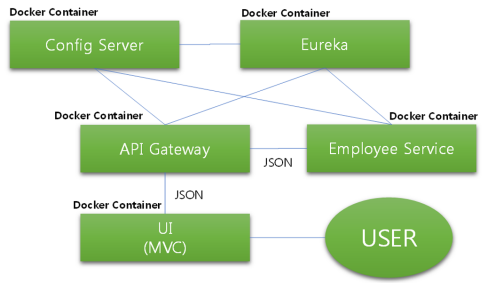 Docker Container
Docker Container
Config Server
Eureka
Docker Container
Docker Container
API Gateway
Employee Service
JSON
JSON
Docker Container
UI
(MVC)
USER